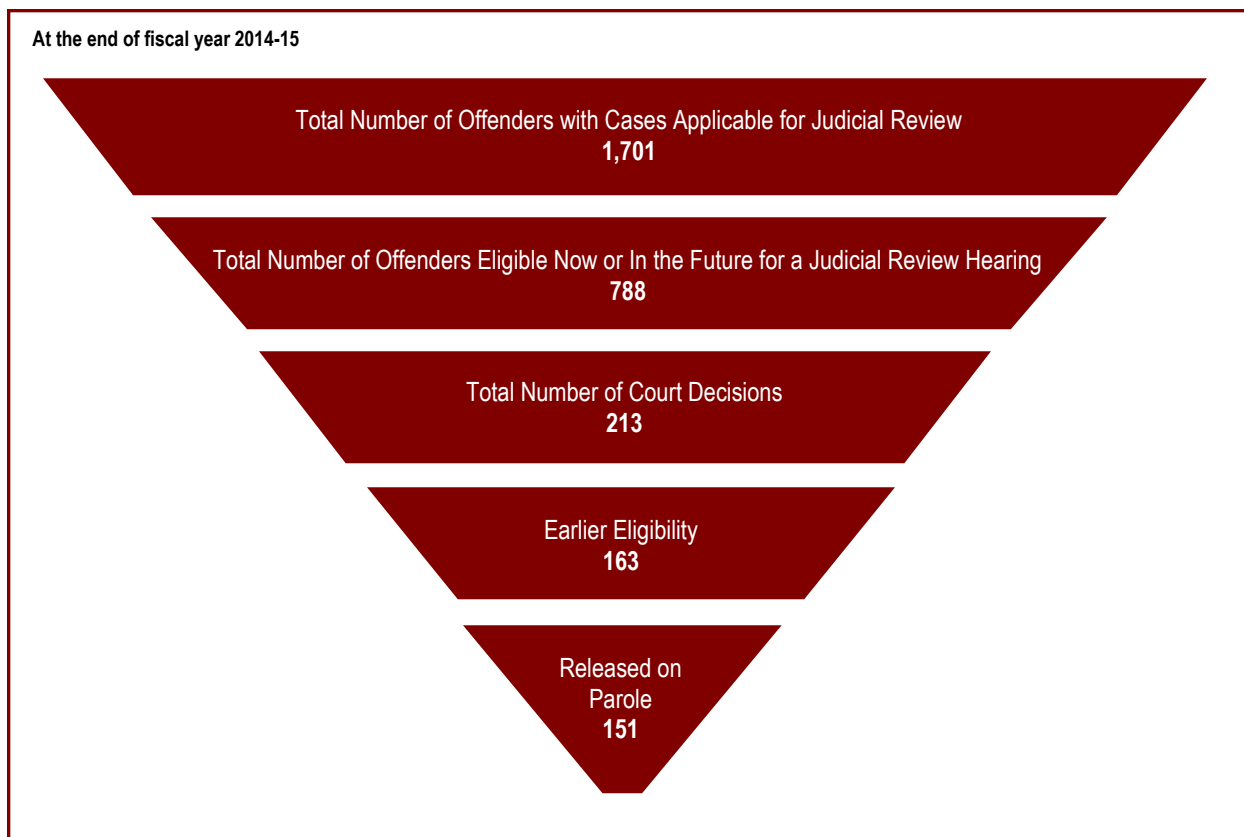 At the end of fiscal year 2014-15
Total Number of Offenders with Cases Applicable for Judicial Review
1,701
Total Number of Offenders Eligible Now or In the Future for a Judicial Review Hearing
788
Total Number of Court Decisions
213
Earlier Eligibility
163
Released on
Parole
151